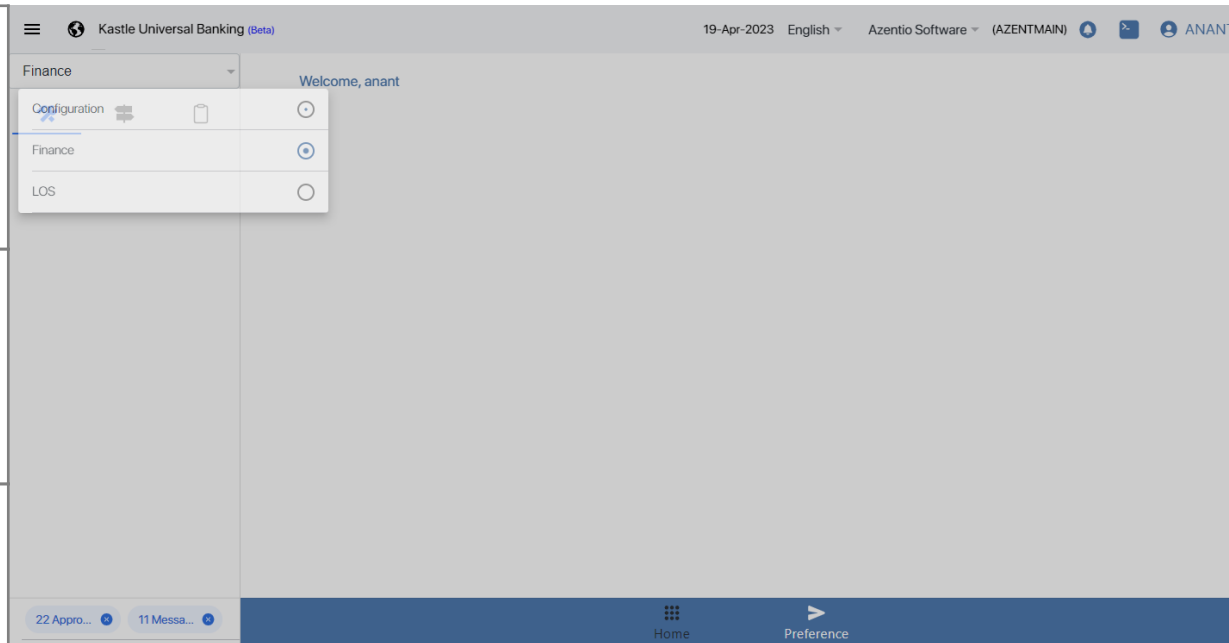 Kastle Universal Banking (Beta)
19-Apr-2023 English Azentio Software (AZENTMAIN) ANANT
Finance
Welcome, anant
Configuration
Finance
LOS
22 Appro... 11 Messa...
Home Preference